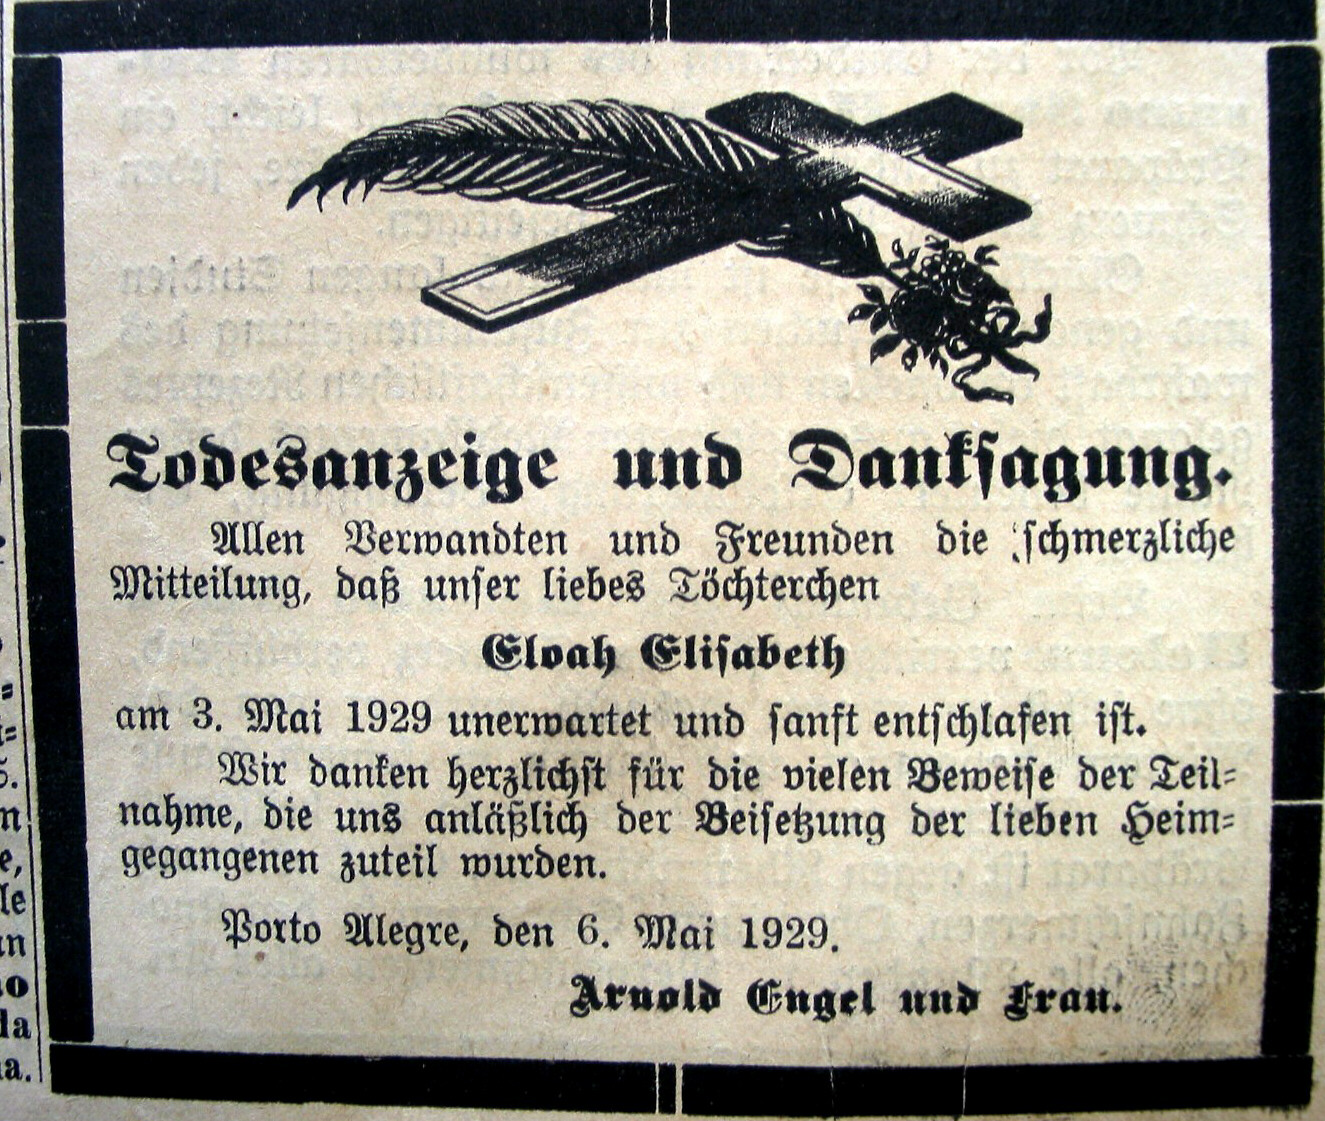 Todesanzeige und Danksagung.
Allen Verwandten und Freunden die schmerzliche
Mitteilung, daß unser liebes Töchterchen
Eloah Elisabeth
am 3. Mai 1929 unerwartet und sanft entschlafen ist.
Wir danken herzlichst für die vielen Beweise der Teil-
nahme, die uns anläßlich der Beisetzung der lieben Heim-
gegangenen zuteil wurden.
Porto Alegre, den 6. Mai 1929.
Arnold Engel und Frau.